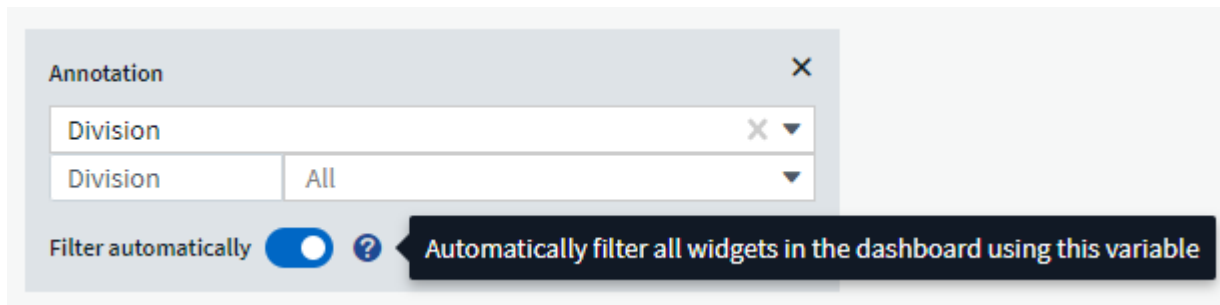 Annotation
Division
Division All
Filter automatically ? Automatically filter all widgets in the dashboard using this variable